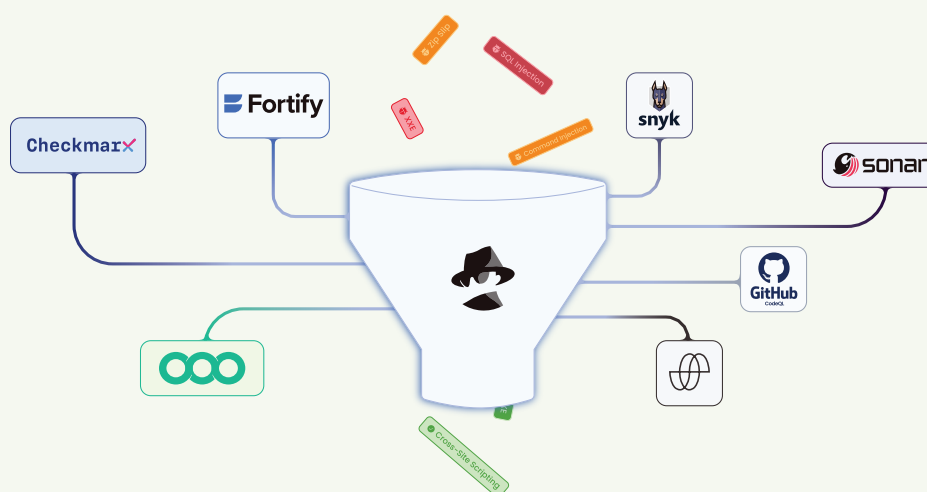 Zip Slip
SQL Injection
XXE
Command Injection
Fortify
snyk
Checkmarx
sonar
GitHub
CodeQL
Cross-Site Scripting